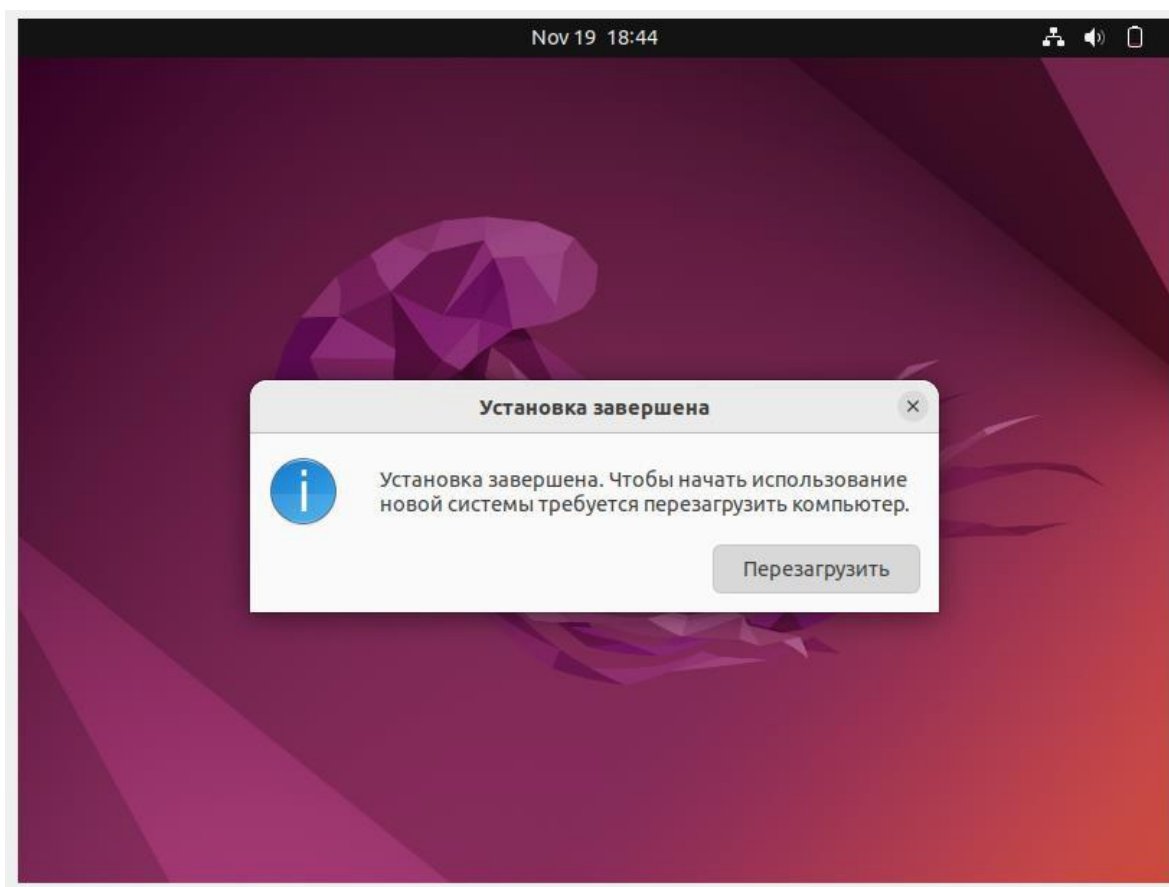 Nov 19 18:44
Установка завершена
Установка завершена. Чтобы начать использование
новой системы требуется перезагрузить компьютер.
Перезагрузить